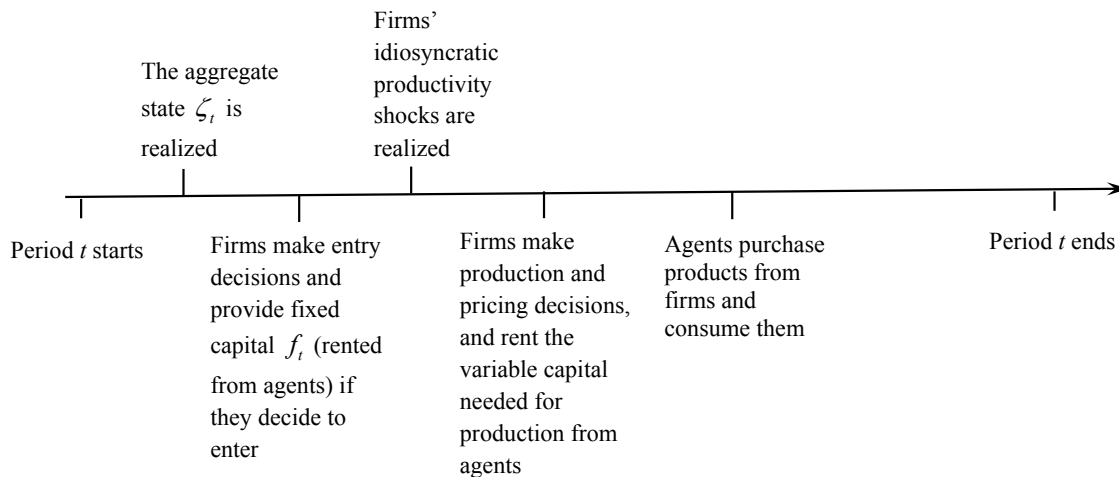 Firms'
idiosyncratic
productivity
shocks are
realized
The aggregate
state ζₜ is
realized
Period t starts
Firms make entry
decisions and
provide fixed
capital fₜ (rented
from agents) if
they decide to
enter
Firms make
production and
pricing decisions,
and rent the
variable capital
needed for
production from
agents
Agents purchase
products from
firms and
consume them
Period t ends